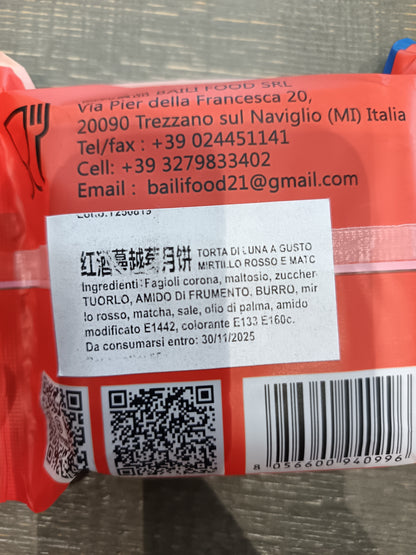 BAILI FOOD SRL
Via Pier della Francesca 20,
20090 Trezzano sul Naviglio (MI) Italia
Tel/fax : +39 024451141
Cell: +39 3279833402
Email : bailifood21@gmail.com
红酒蔓越莓月饼 TORTA DI LUNA A GUSTO
MIRTILLO ROSSO E MATC
Ingredienti: Fagioli corona, maltosio, zuccher
TUORLO, AMIDO DI FRUMENTO, BURRO, mir
lo rosso, matcha, sale, olio di palma, amido
modificato E1442, colorante E133 E160c.
Da consumarsi entro: 30/11/2025
8 056600 940996